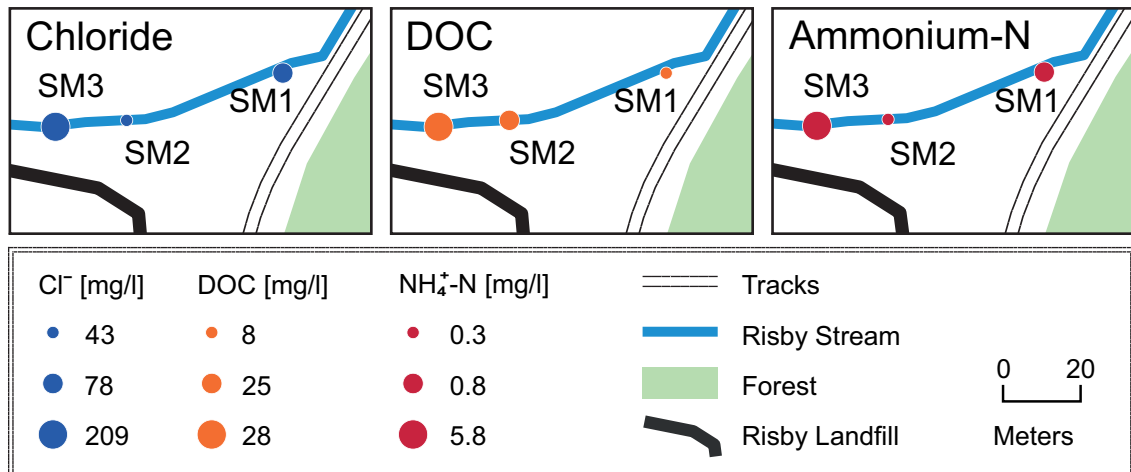 Chloride
SM3
SM1
SM2
DOC
SM3
SM1
SM2
Ammonium-N
SM3
SM1
SM2
Cl⁻ [mg/l]
43
78
209
DOC [mg/l]
8
25
28
NH₄⁺-N [mg/l]
0.3
0.8
5.8
Tracks
Risby Stream
Forest
Risby Landfill
0 20
Meters